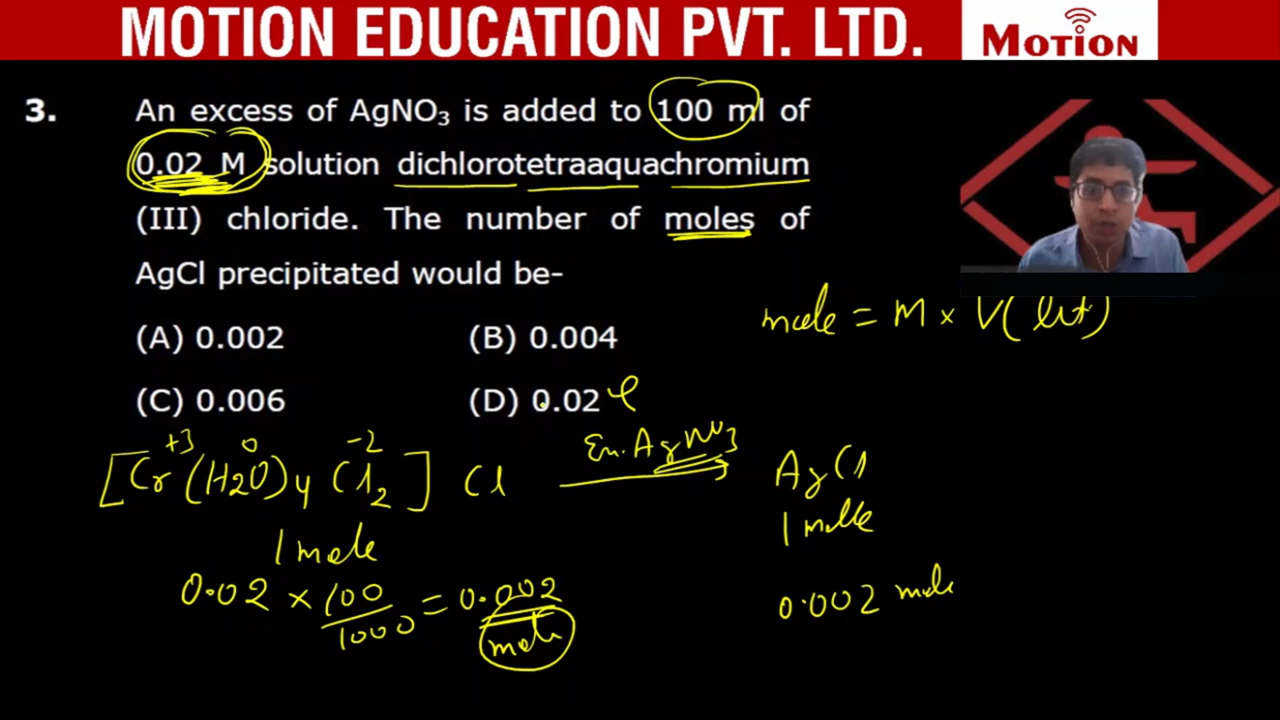 MOTION EDUCATION PVT. LTD.
MOTION
3. An excess of AgNO₃ is added to 100 ml of
0.02 M solution dichlorotetraaquachromium
(III) chloride. The number of moles of
AgCl precipitated would be-
(A) 0.002 (B) 0.004
(C) 0.006 (D) 0.02
mole = M × V(lit)
+3 0 -2
[Cr(H2O)4 Cl2] Cl
Ex. AgNO3
AgCl
1 mole
1 mole
0.02 × 100/1000 = 0.002
mole
0.002 mole